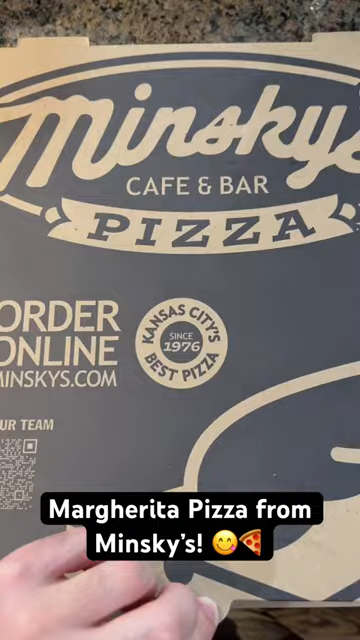 Minsky's
CAFE & BAR
PIZZA
ORDER
ONLINE
MINSKYS.COM
KANSAS CITY'S
SINCE
1976
BEST PIZZA
UR TEAM
Margherita Pizza from
Minsky's! 😋🍕